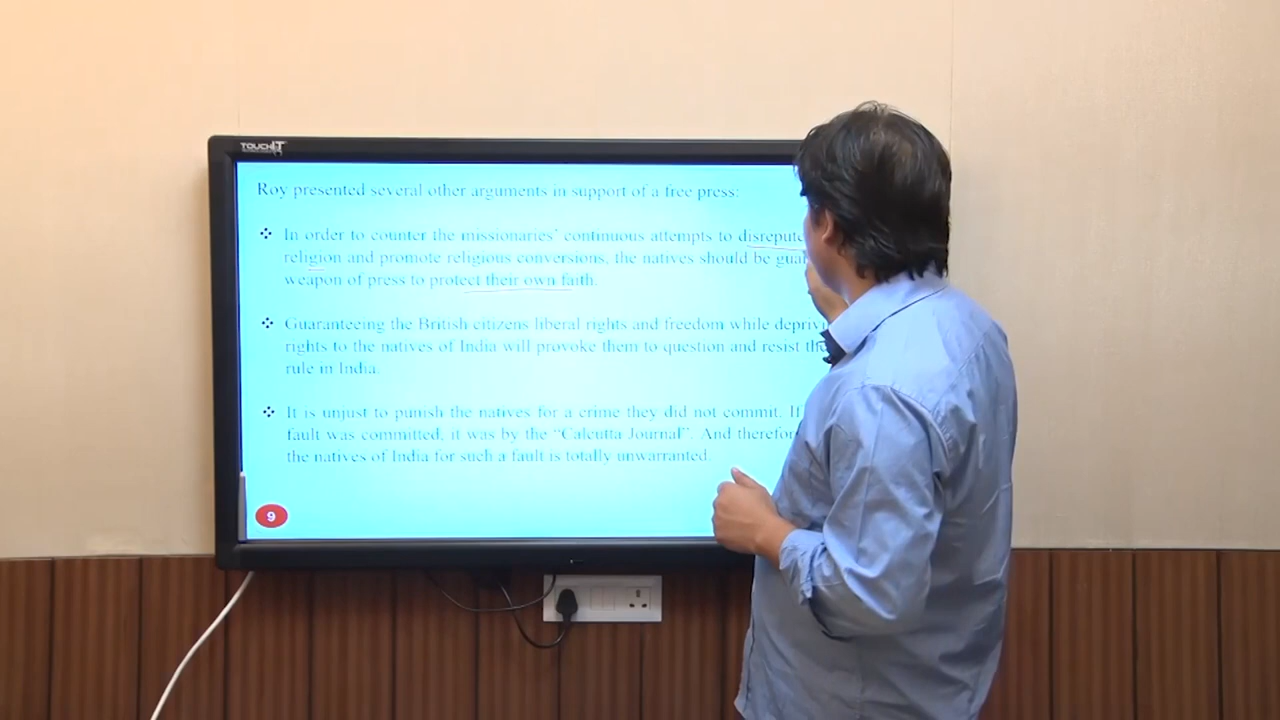 TOUCHIT
Roy presented several other arguments in support of a free press:
❖ In order to counter the missionaries' continuous attempts to disrepute
religion and promote religious conversions, the natives should be
weapon of press to protect their own faith.
❖ Guaranteeing the British citizens liberal rights and freedom while
rights to the natives of India will provoke them to question and resist
rule in India.
❖ It is unjust to punish the natives for a crime they did not commit. If
fault was committed, it was by the "Calcutta Journal". And
the natives of India for such a fault is totally unwarranted.
9